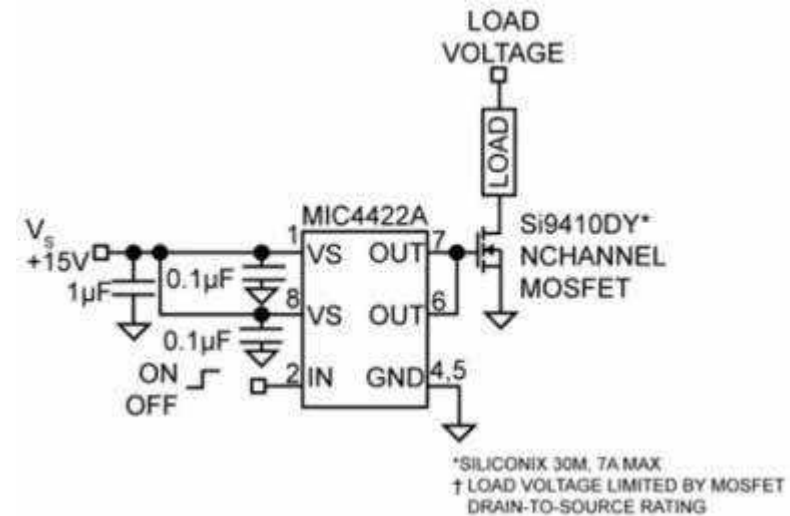 LOAD
VOLTAGE
LOAD
MIC4422A
Si9410DY*
NCHANNEL
MOSFET
VS
+15V
1µF
0.1µF
0.1µF
1
VS
OUT
7
8
VS
OUT
6
ON
OFF
2
IN
GND
4,5
*SILICONIX 30M, 7A MAX
† LOAD VOLTAGE LIMITED BY MOSFET
DRAIN-TO-SOURCE RATING